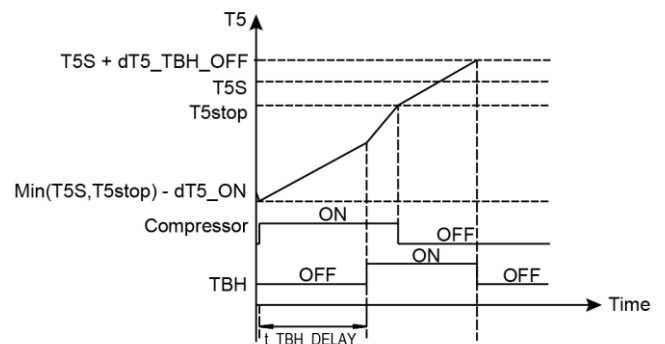 T5
T5S + dT5_TBH_OFF
T5S
T5stop
Min(T5S,T5stop) - dT5_ON
Compressor
ON
OFF
TBH
OFF
ON
OFF
Time
t_TBH_DELAY